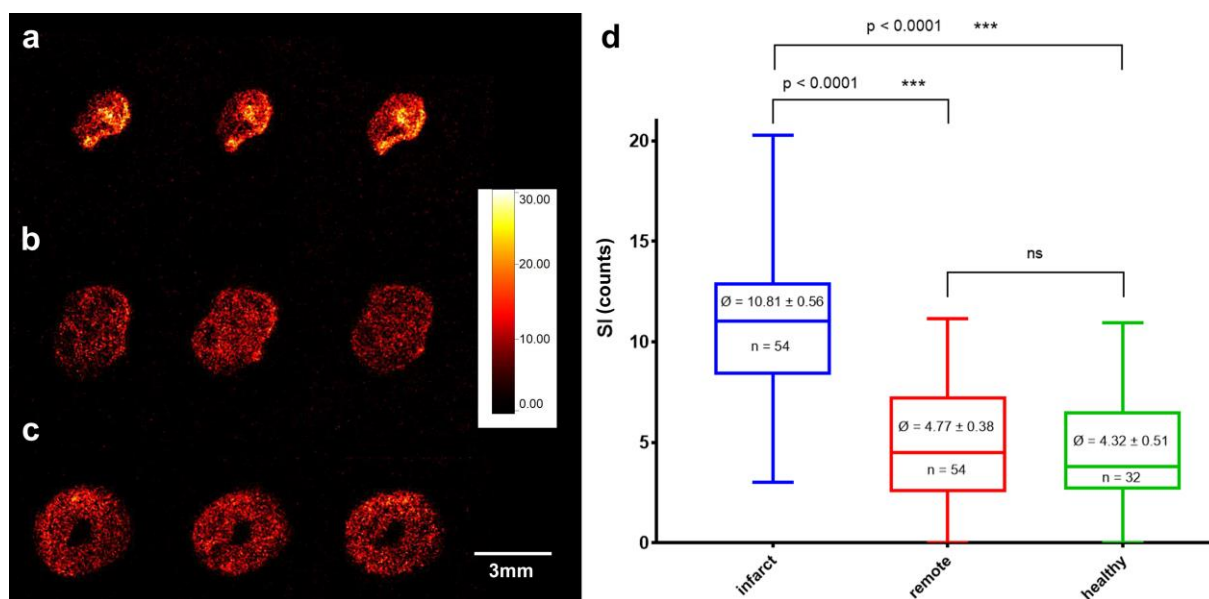 a
b
c
30.00
20.00
10.00
0.00
3mm
d
p < 0.0001 ***
p < 0.0001 ***
ns
SI (counts)
20
15
10
5
0
Ø = 10.81 ± 0.56
n = 54
Ø = 4.77 ± 0.38
n = 54
Ø = 4.32 ± 0.51
n = 32
infarct
remote
healthy